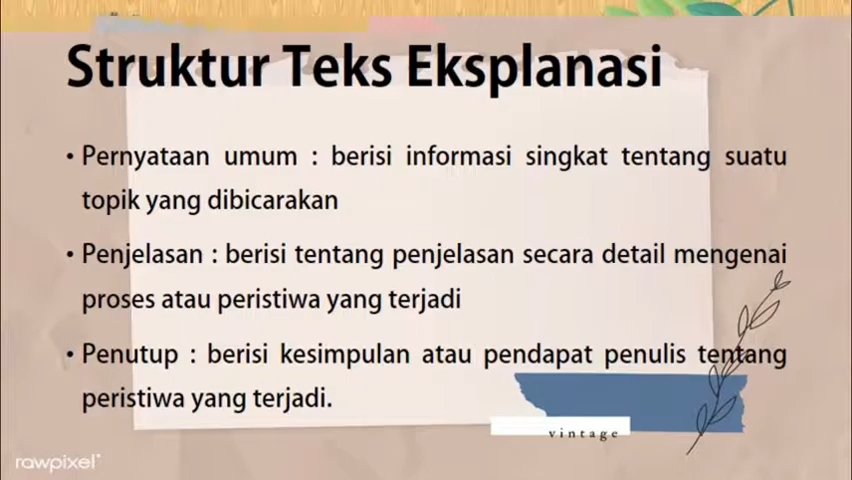 Struktur Teks Eksplanasi
• Pernyataan umum : berisi informasi singkat tentang suatu
topik yang dibicarakan
• Penjelasan : berisi tentang penjelasan secara detail mengenai
proses atau peristiwa yang terjadi
• Penutup : berisi kesimpulan atau pendapat penulis tentang
peristiwa yang terjadi.
vintage
rawpixel